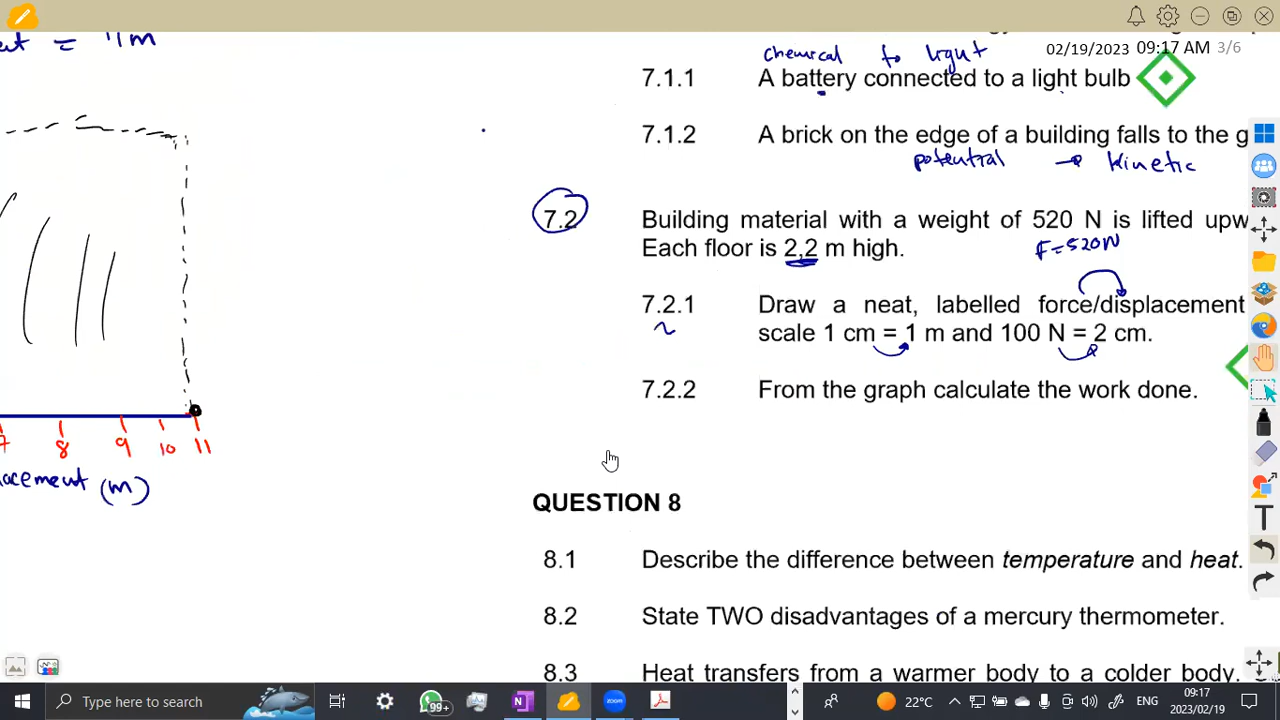 02/19/2023 09:17 AM 3/6
= 11m
chemical to light
7.1.1 A battery connected to a light bulb
7.1.2 A brick on the edge of a building falls to the g
potential → kinetic
7.2 Building material with a weight of 520 N is lifted upw
Each floor is 2,2 m high.
F=520N
7.2.1 Draw a neat, labelled force/displacement
scale 1 cm = 1 m and 100 N = 2 cm.
7.2.2 From the graph calculate the work done.
7 8 9 10 11
lacement (m)
QUESTION 8
8.1 Describe the difference between temperature and heat.
8.2 State TWO disadvantages of a mercury thermometer.
8.3 Heat transfers from a warmer body to a colder body.
Type here to search
99+
zoom
22°C
ENG
09:17
2023/02/19